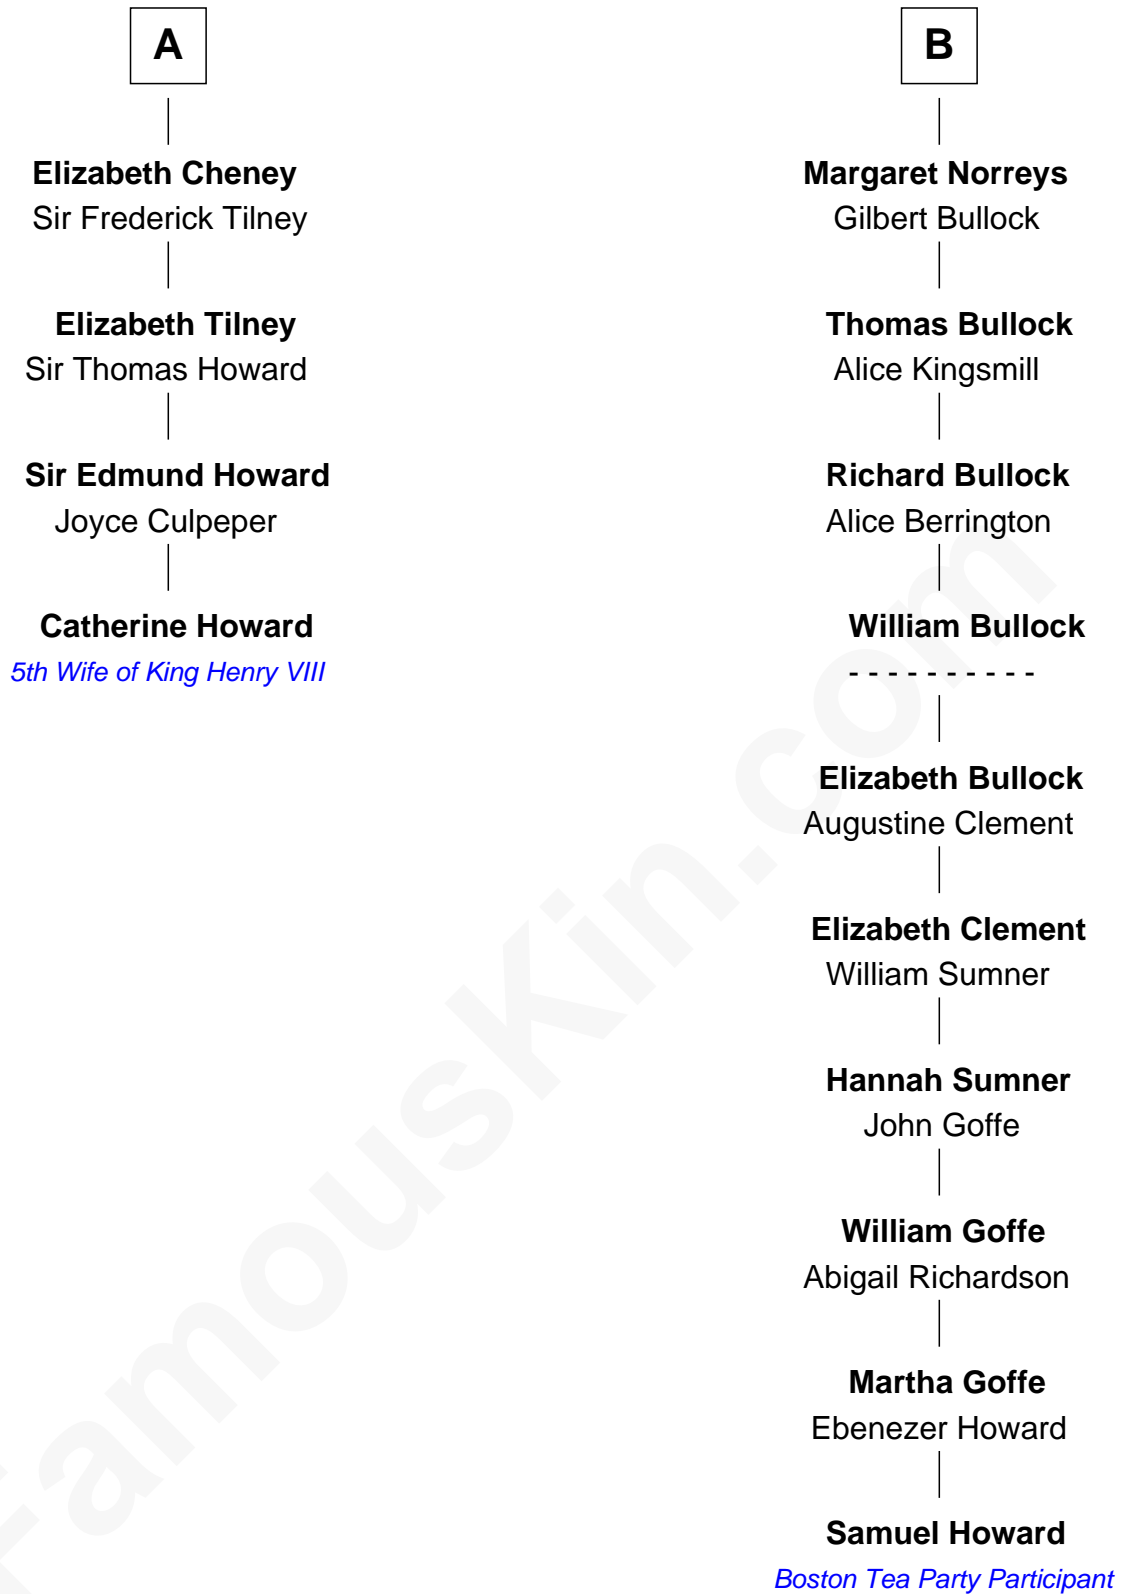 A
Elizabeth Cheney
Sir Frederick Tilney
Elizabeth Tilney
Sir Thomas Howard
Sir Edmund Howard
Joyce Culpeper
Catherine Howard
5th Wife of King Henry VIII
B
Margaret Norreys
Gilbert Bullock
Thomas Bullock
Alice Kingsmill
Richard Bullock
Alice Berrington
William Bullock
- - - - - - - - - -
Elizabeth Bullock
Augustine Clement
Elizabeth Clement
William Sumner
Hannah Sumner
John Goffe
William Goffe
Abigail Richardson
Martha Goffe
Ebenezer Howard
Samuel Howard
Boston Tea Party Participant
FamousKin.com